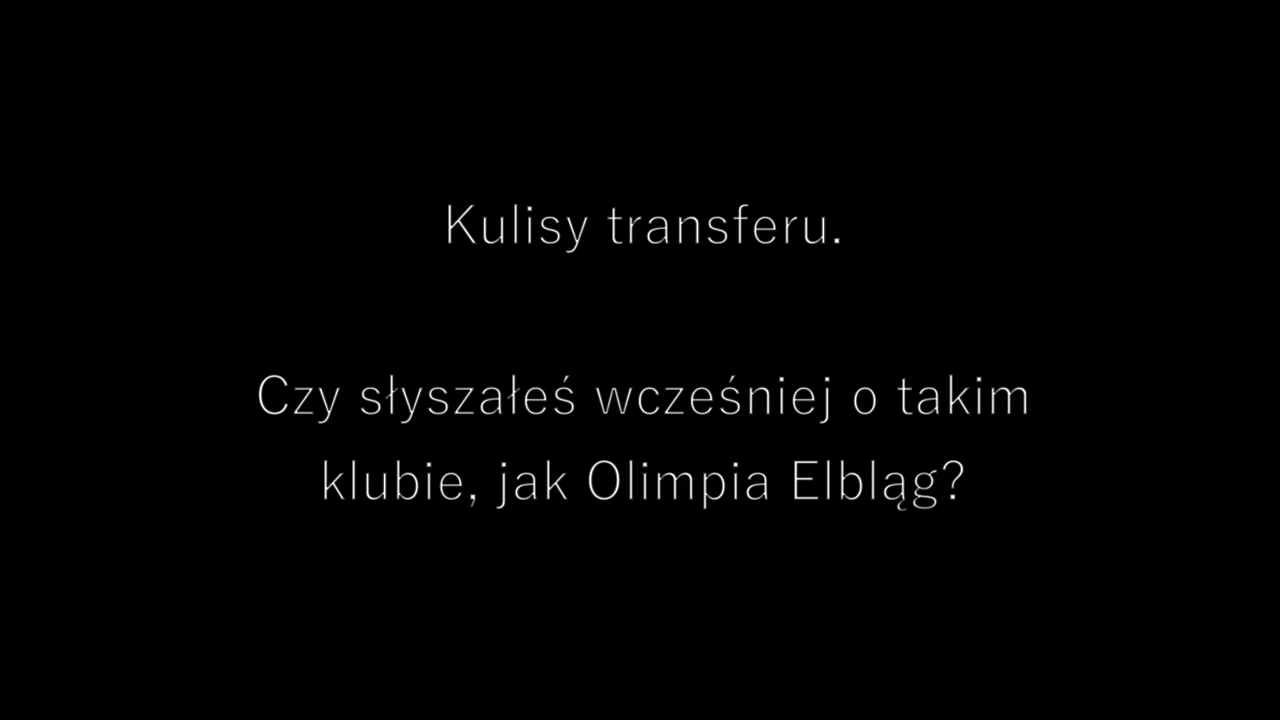 Kulisy transferu.
Czy słyszałeś wcześniej o takim
klubie, jak Olimpia Elbląg?